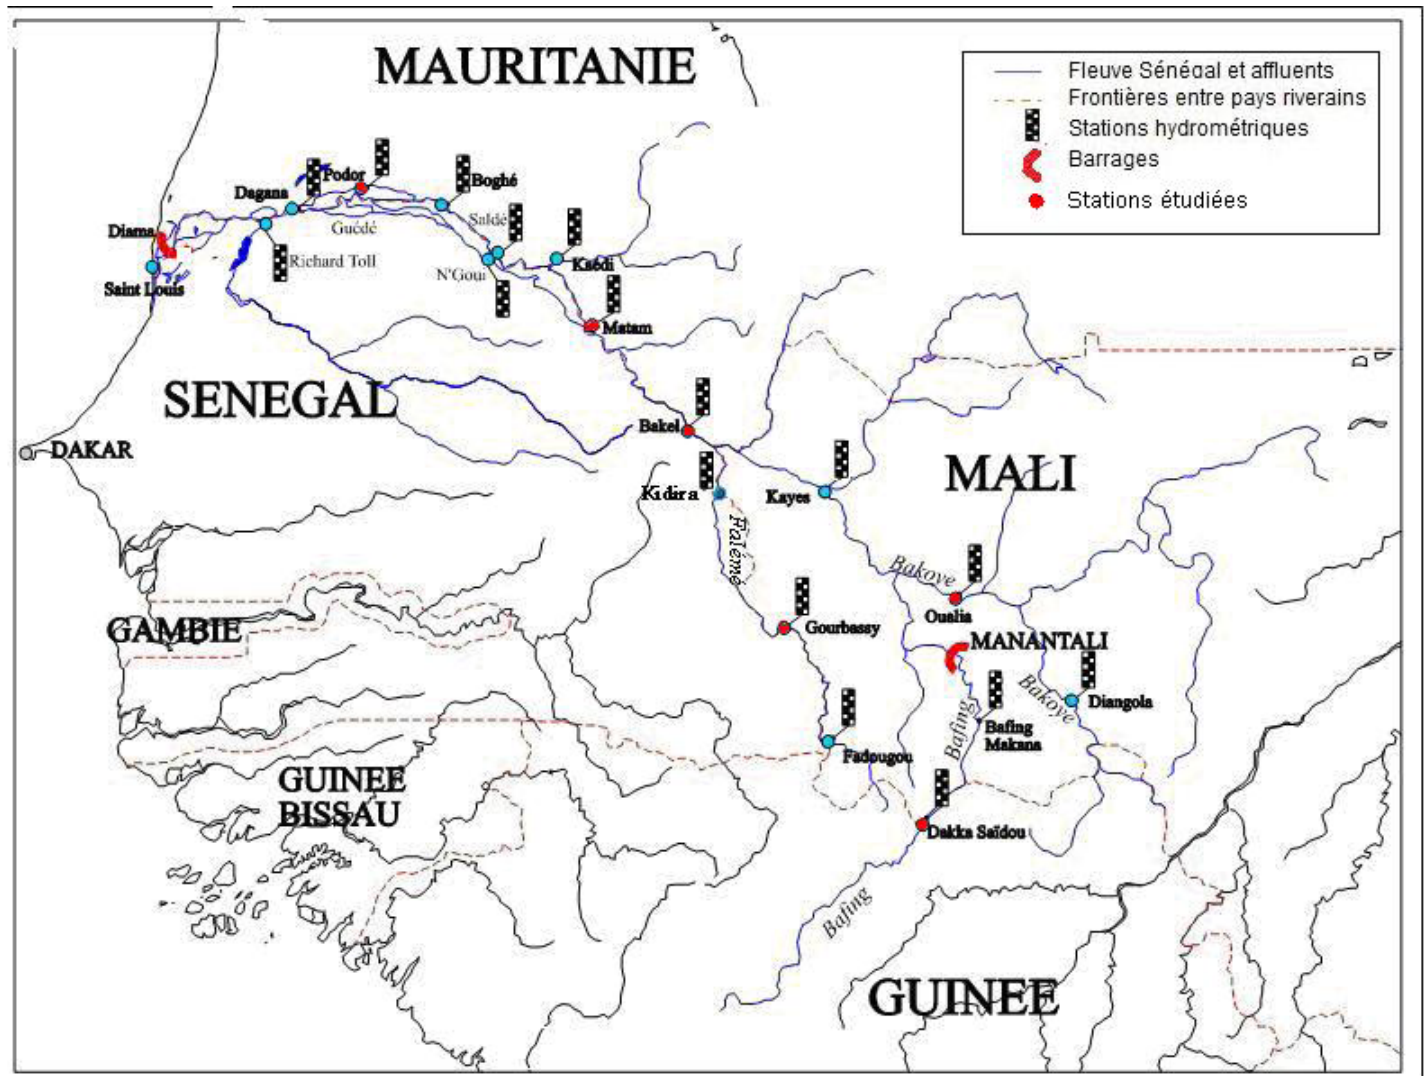 MAURITANIE
Fleuve Sénégal et affluents
Frontières entre pays riverains
Stations hydrométriques
Barrages
Stations étudiées
Podor
Dagana
Boghé
Guédé
Saldé
Diama
Richard Toll
N'Goui
Kaédi
Saint Louis
Matam
SENEGAL
Bakel
DAKAR
MALI
Kidira
Kayes
Falémé
Bakoye
Oualia
GAMBIE
Gourbassy
MANANTALI
Bakoye
Diangola
Bafing
Bafing
Makana
Fadougou
GUINEE
BISSAU
Dakka Saïdou
Bafing
GUINEE